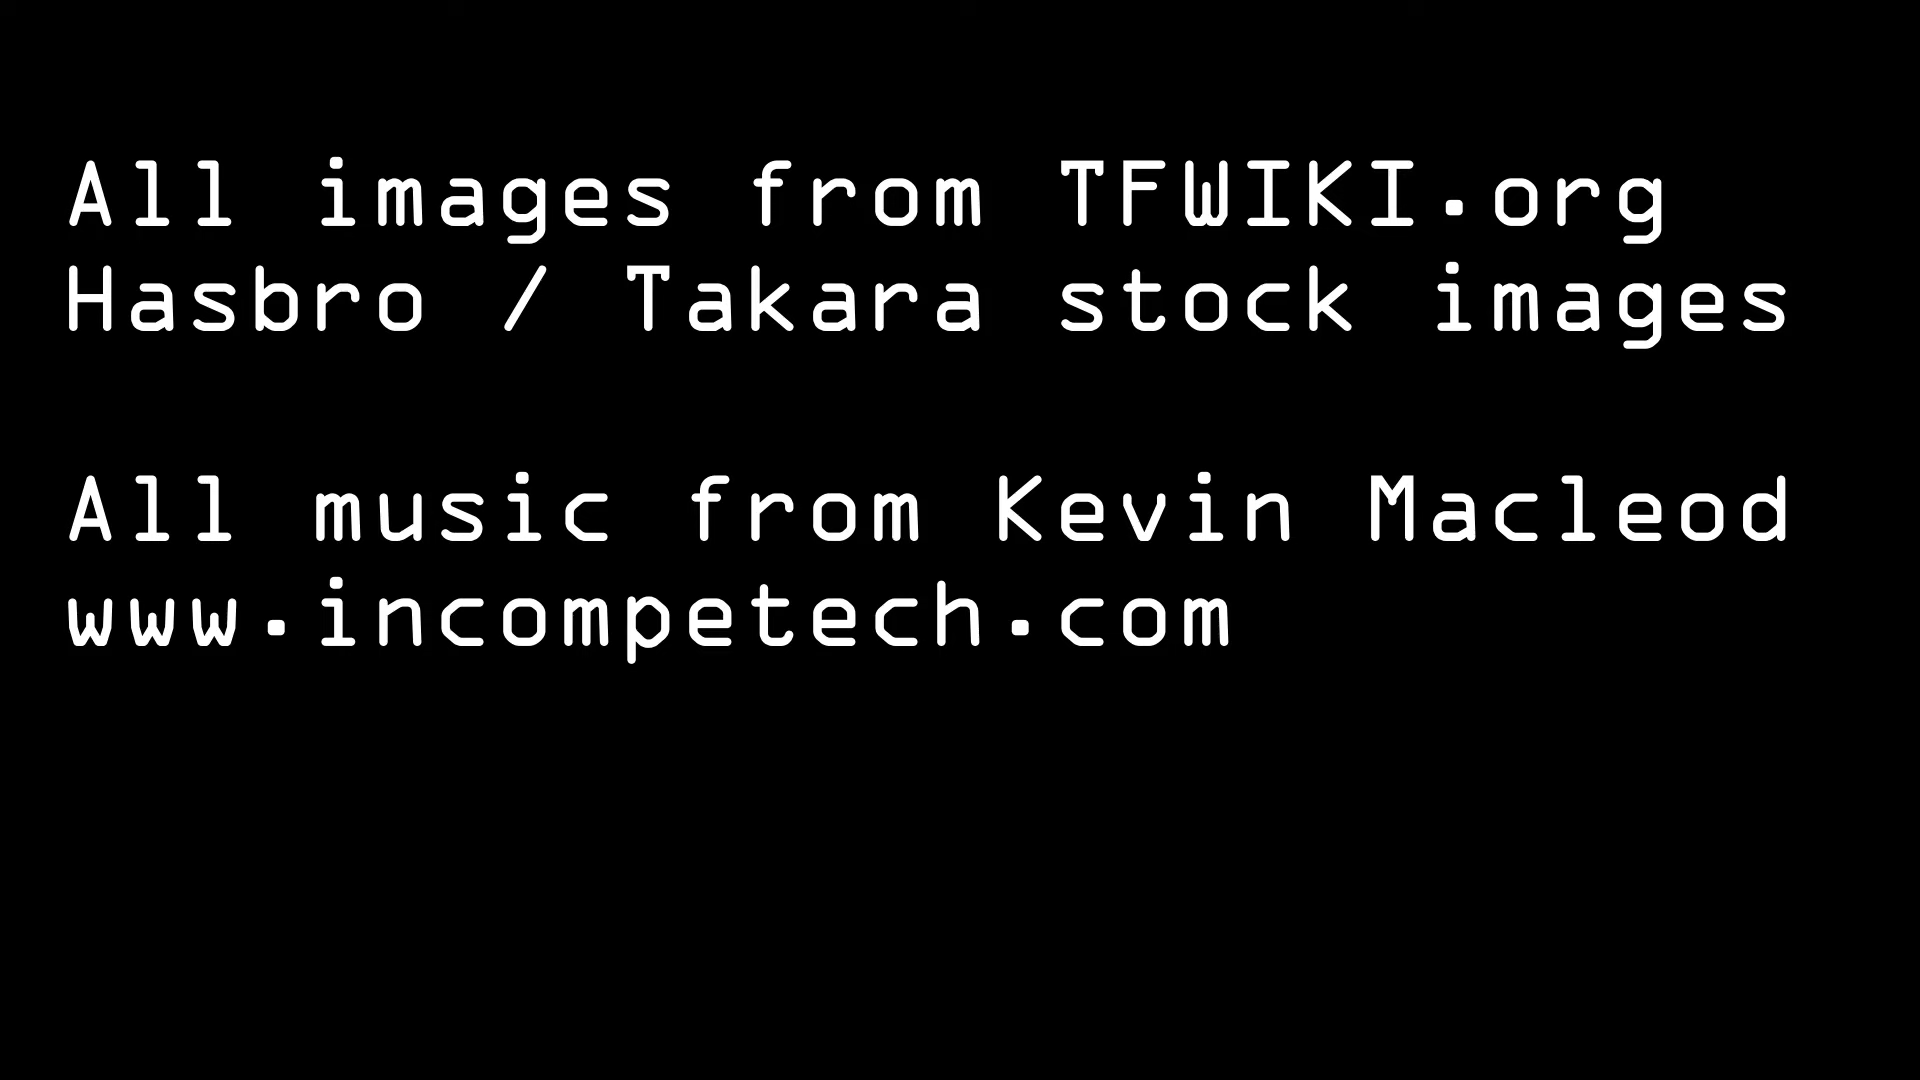 All images from TFWIKI.org
Hasbro / Takara stock images
All music from Kevin Macleod
www.incompetech.com